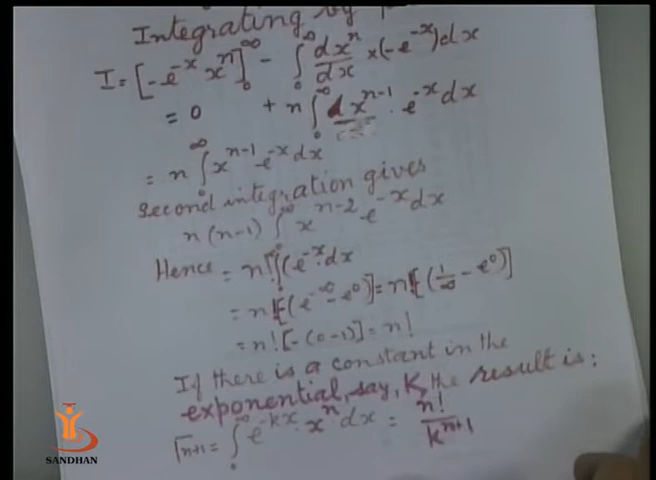 Integrating by
I = [-e^-x x^n]_0^∞ - ∫_0^∞ dx^n/dx × (-e^-x) dx
= 0 + n ∫_0^∞ x^n-1 . e^-x dx
= n ∫_0^∞ x^n-1 e^-x dx
Second integration gives
n (n-1) ∫_0^∞ x^n-2 e^-x dx
Hence = n! ∫_0^∞ (e^-x . dx
= n! [-(e^-∞ - e^0)] = n! [-(1/∞ - e^0)]
= n! [-(0-1)] = n!
If there is a constant in the
exponential, say, K, the result is:
Γn+1 = ∫_0^∞ e^-kx . x^n dx = n!/k^n+1
SANDHAN